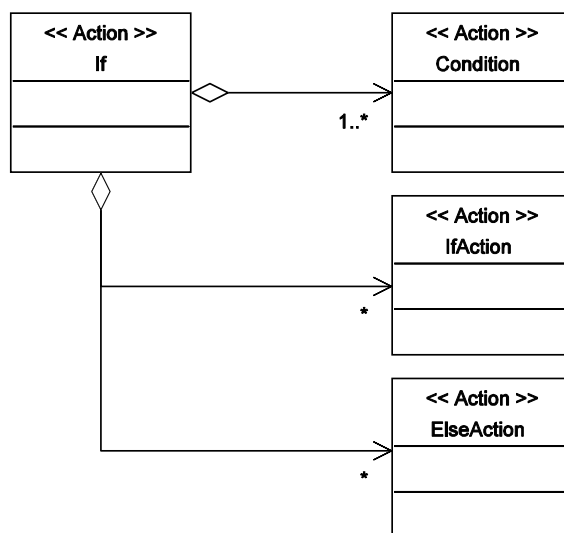 << Action >>
If
<< Action >>
Condition
1..*
<< Action >>
IfAction
*
<< Action >>
ElseAction
*